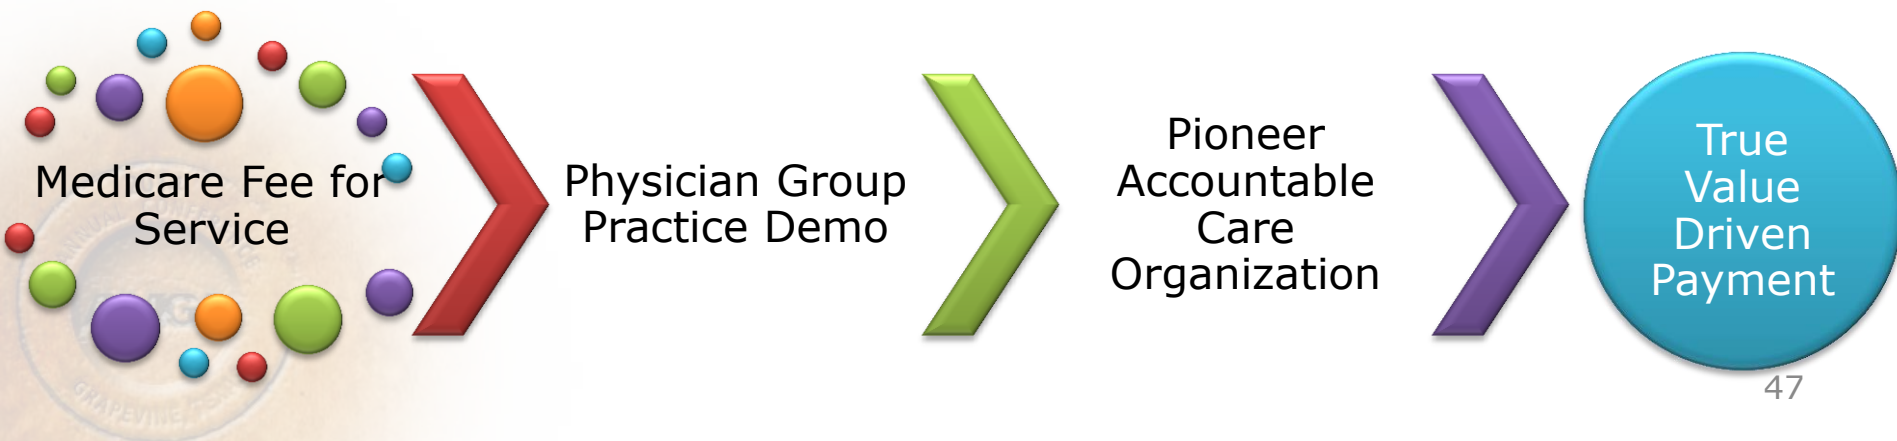 Medicare Fee for
Service
Physician Group
Practice Demo
Pioneer
Accountable
Care
Organization
True
Value
Driven
Payment
47